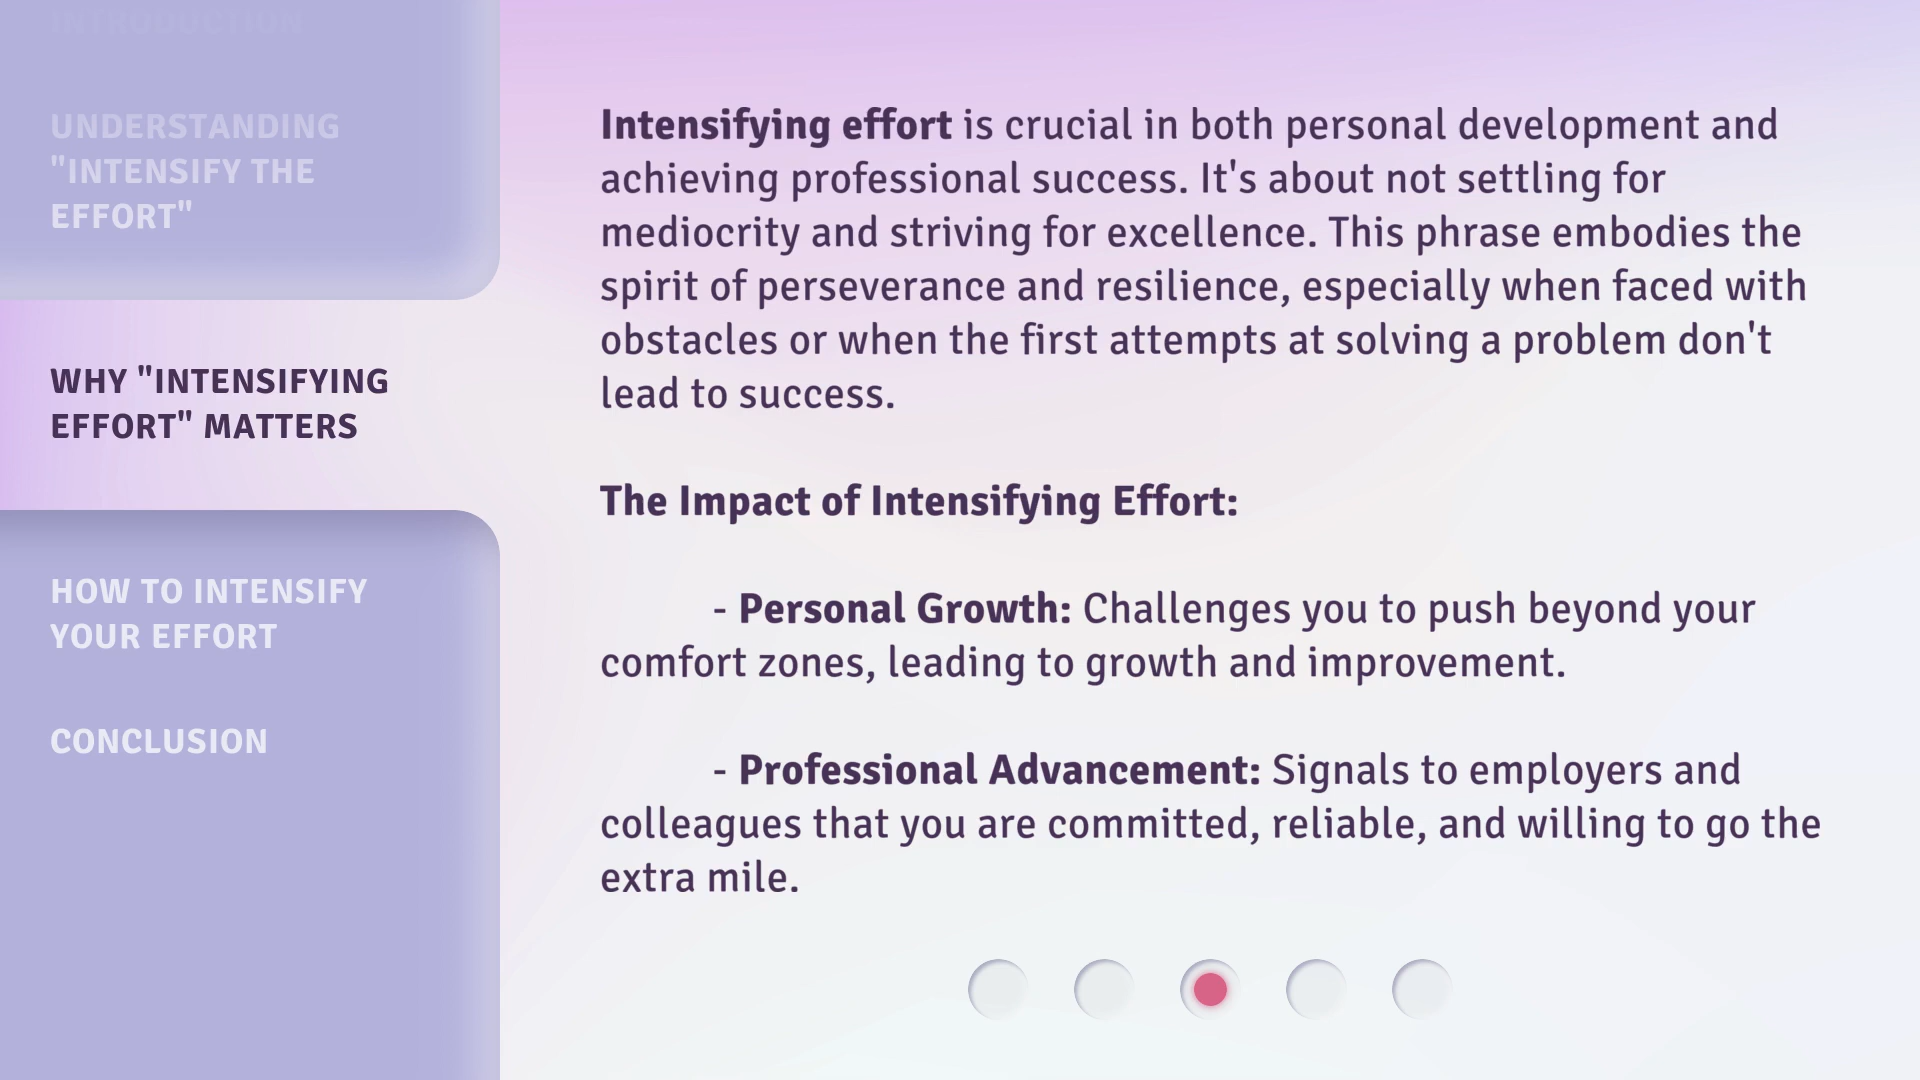 INTRODUCTION
UNDERSTANDING
"INTENSIFY THE
EFFORT"
WHY "INTENSIFYING
EFFORT" MATTERS
HOW TO INTENSIFY
YOUR EFFORT
CONCLUSION
Intensifying effort is crucial in both personal development and
achieving professional success. It's about not settling for
mediocrity and striving for excellence. This phrase embodies the
spirit of perseverance and resilience, especially when faced with
obstacles or when the first attempts at solving a problem don't
lead to success.
The Impact of Intensifying Effort:
- Personal Growth: Challenges you to push beyond your
comfort zones, leading to growth and improvement.
- Professional Advancement: Signals to employers and
colleagues that you are committed, reliable, and willing to go the
extra mile.